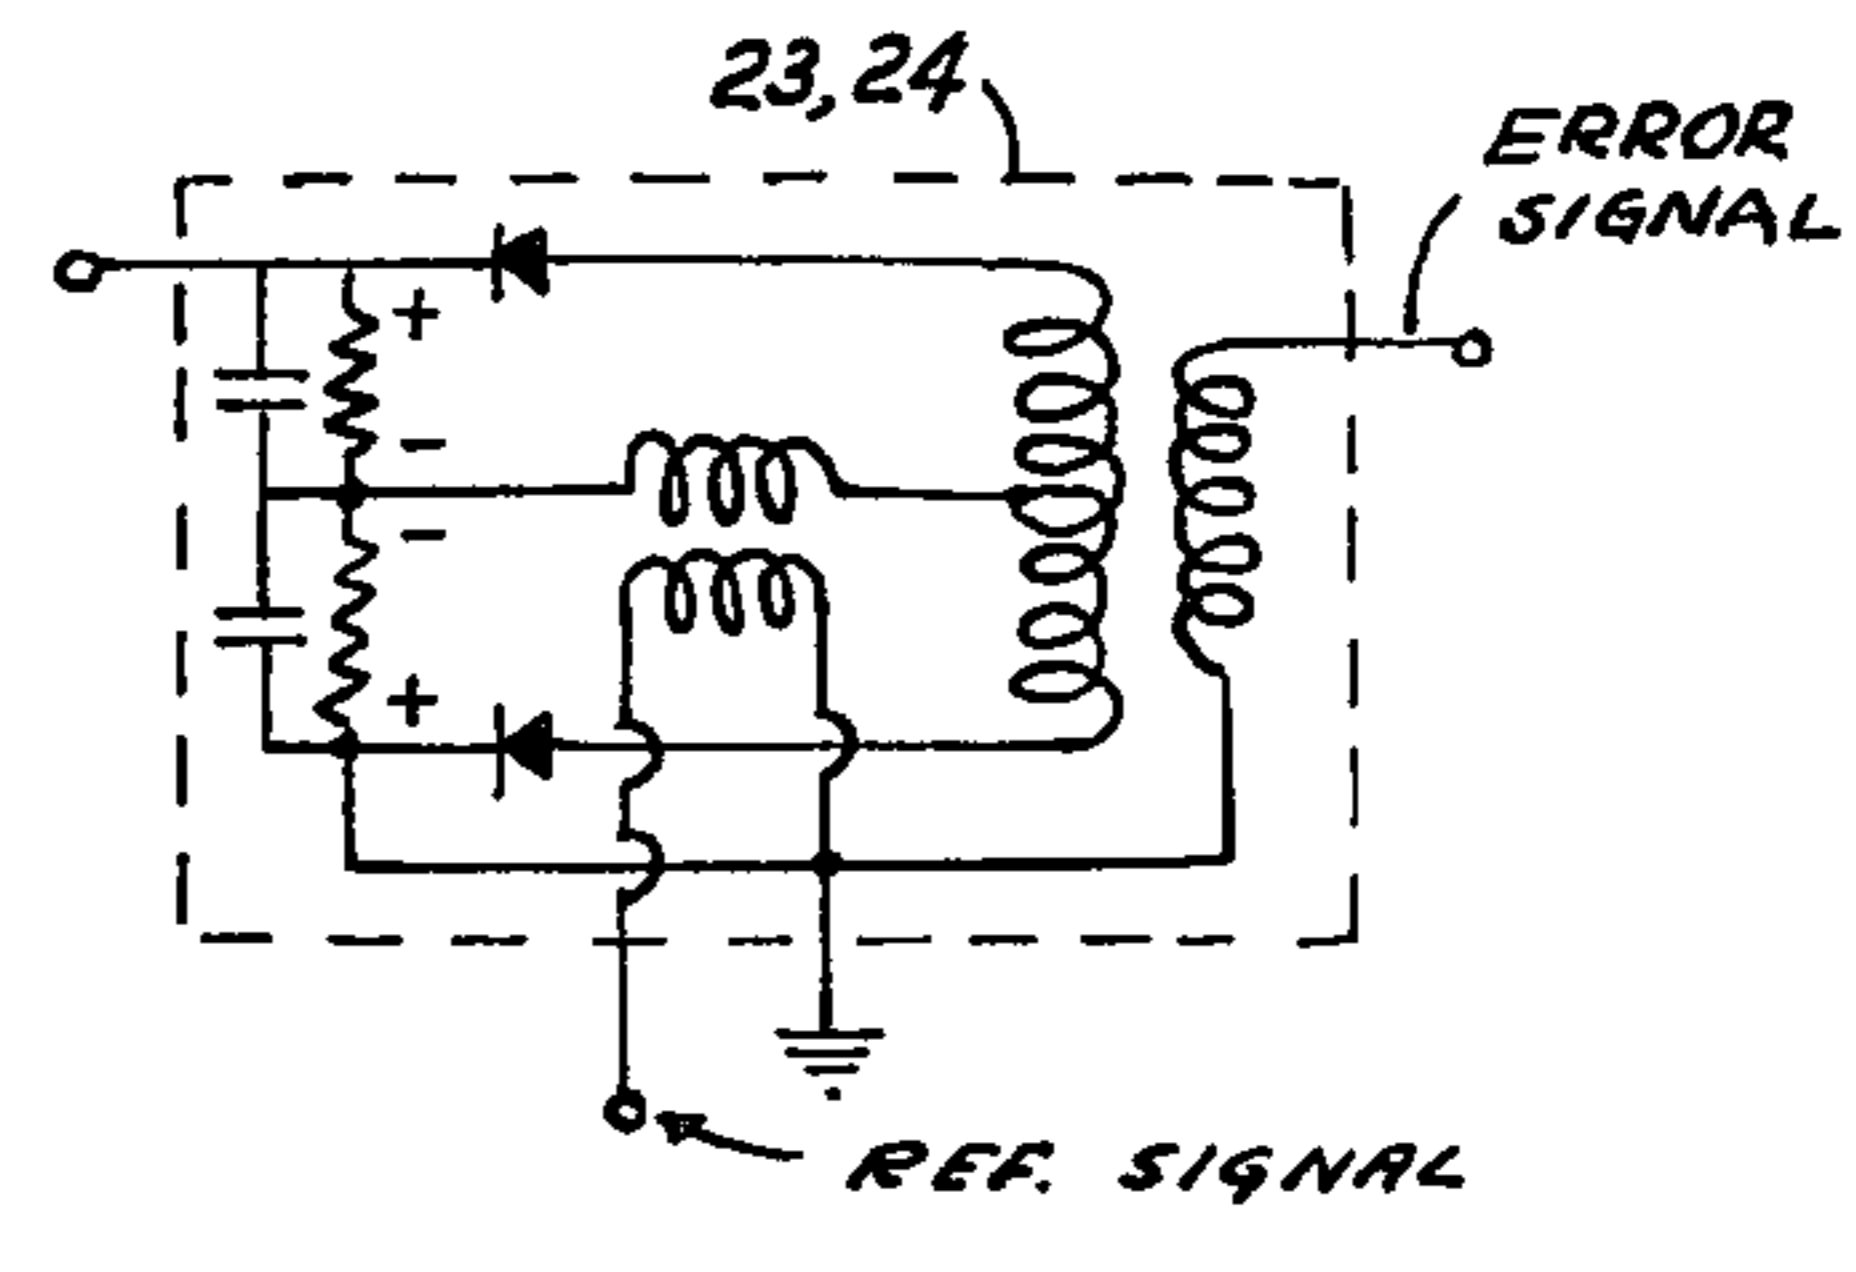 23, 24
ERROR
SIGNAL
+
-
-
+
REF. SIGNAL